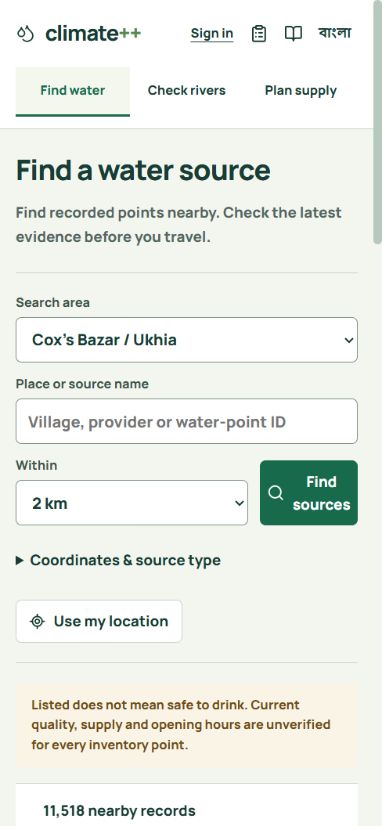 climate++
Sign in
বাংলা
Find water
Check rivers
Plan supply
Find a water source
Find recorded points nearby. Check the latest
evidence before you travel.
Search area
Cox's Bazar / Ukhia
Place or source name
Village, provider or water-point ID
Within
2 km
Find
sources
Coordinates & source type
Use my location
Listed does not mean safe to drink. Current
quality, supply and opening hours are unverified
for every inventory point.
11,518 nearby records